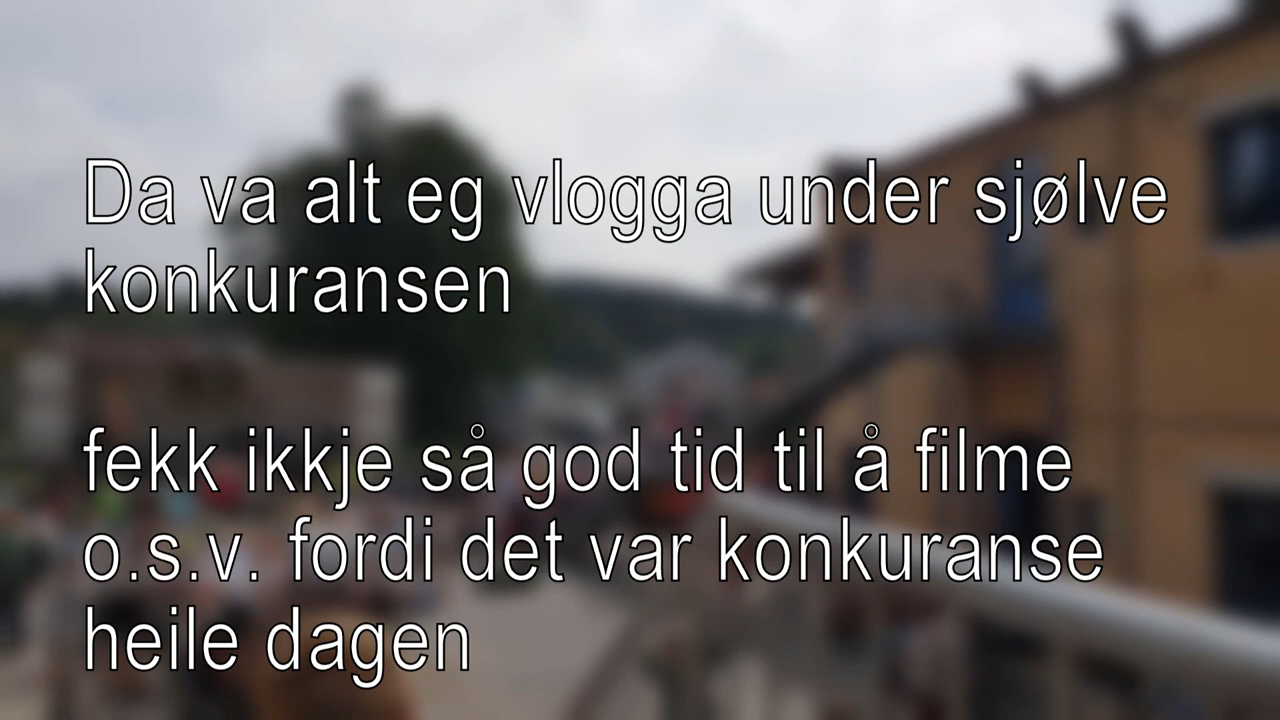 Da va alt eg vlogga under sjølve
konkuransen
fekk ikkje så god tid til å filme
o.s.v. fordi det var konkuranse
heile dagen